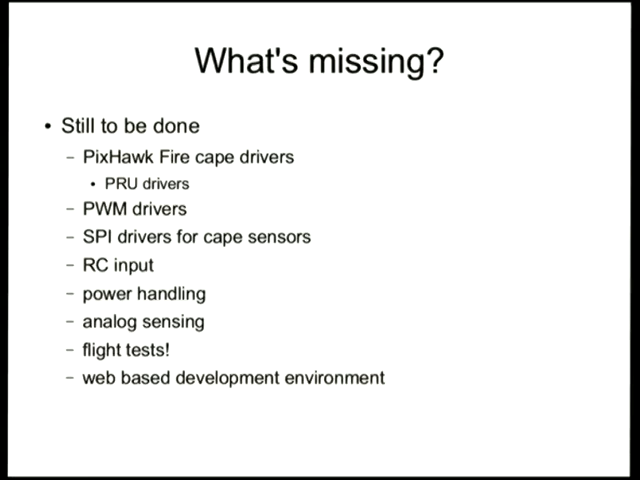 What's missing?
• Still to be done
– PixHawk Fire cape drivers
• PRU drivers
– PWM drivers
– SPI drivers for cape sensors
– RC input
– power handling
– analog sensing
– flight tests!
– web based development environment